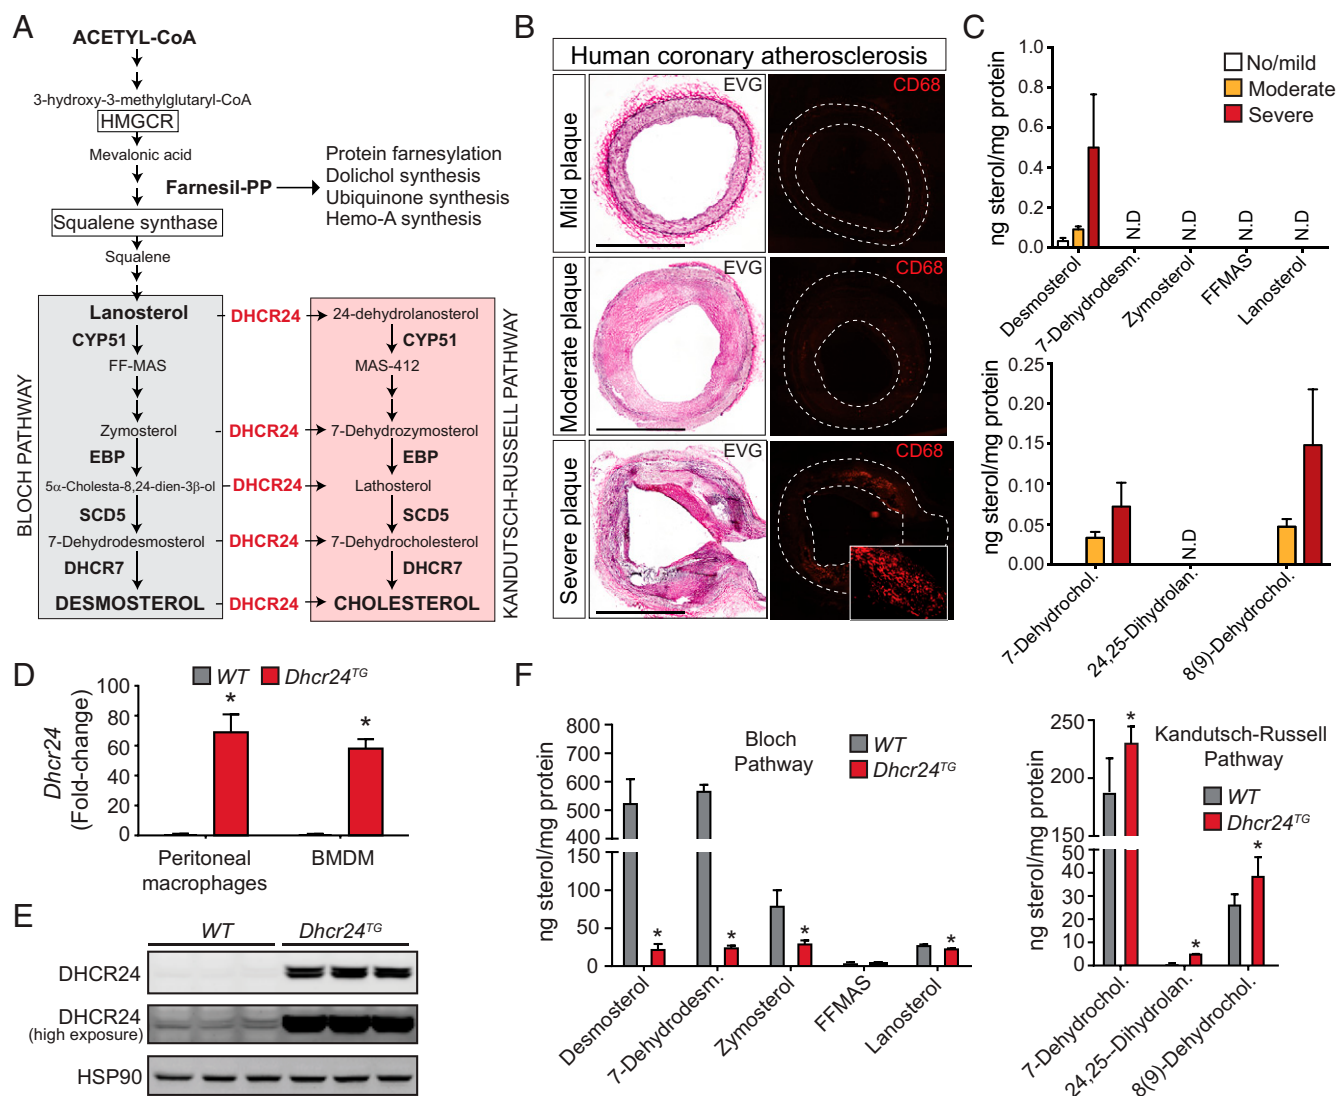 A
ACETYL-CoA
3-hydroxy-3-methylglutaryl-CoA
HMGCR
Mevalonic acid
Farnesil-PP
Protein farnesylation
Dolichol synthesis
Ubiquinone synthesis
Hemo-A synthesis
Squalene synthase
Squalene
BLOCH PATHWAY
Lanosterol
DHCR24
24-dehydrolanosterol
CYP51
CYP51
FF-MAS
MAS-412
Zymosterol
DHCR24
7-Dehydrozymosterol
EBP
EBP
5α-Cholesta-8,24-dien-3β-ol
DHCR24
Lathosterol
SCD5
SCD5
7-Dehydrodesmosterol
DHCR24
7-Dehydrocholesterol
DHCR7
DHCR7
DESMOSTEROL
DHCR24
CHOLESTEROL
KANDUTSCH-RUSSELL PATHWAY
B
Human coronary atherosclerosis
Mild plaque
EVG
CD68
Moderate plaque
EVG
CD68
Severe plaque
EVG
CD68
C
ng sterol/mg protein
1.0
0.8
0.6
0.4
0.2
0.0
No/mild
Moderate
Severe
N.D
N.D
N.D
N.D
Desmosterol
7-Dehydrodesm.
Zymosterol
FFMAS
Lanosterol
ng sterol/mg protein
0.25
0.20
0.15
0.10
0.05
0.00
N.D
7-Dehydrochol.
24,25-Dihydrolan.
8(9)-Dehydrochol.
D
WT
Dhcr24TG
Dhcr24
(Fold-change)
100
80
60
40
20
0
*
*
Peritoneal
macrophages
BMDM
E
WT
Dhcr24TG
DHCR24
DHCR24
(high exposure)
HSP90
F
ng sterol/mg protein
800
700
600
500
400
150
100
50
0
Bloch
Pathway
WT
Dhcr24TG
*
*
*
*
Desmosterol
7-Dehydrodesm.
Zymosterol
FFMAS
Lanosterol
ng sterol/mg protein
250
200
150
50
40
30
20
10
0
Kandutsch-Russell
Pathway
WT
Dhcr24TG
*
*
*
7-Dehydrochol.
24,25--Dihydrolan.
8(9)-Dehydrochol.